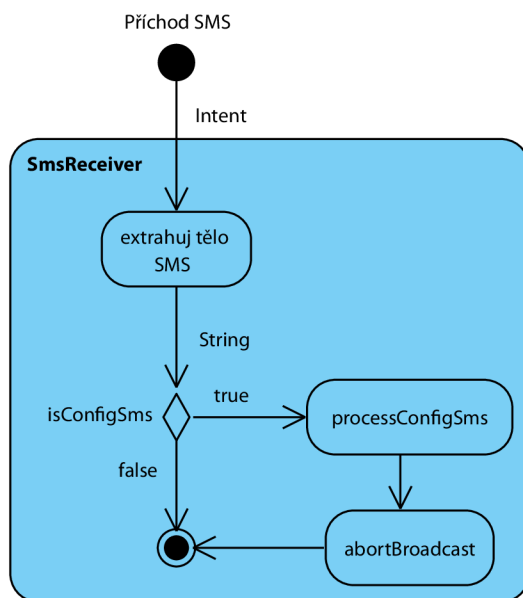 Příchod SMS
Intent
SmsReceiver
extrahuj tělo
SMS
String
isConfigSms
true
processConfigSms
false
abortBroadcast